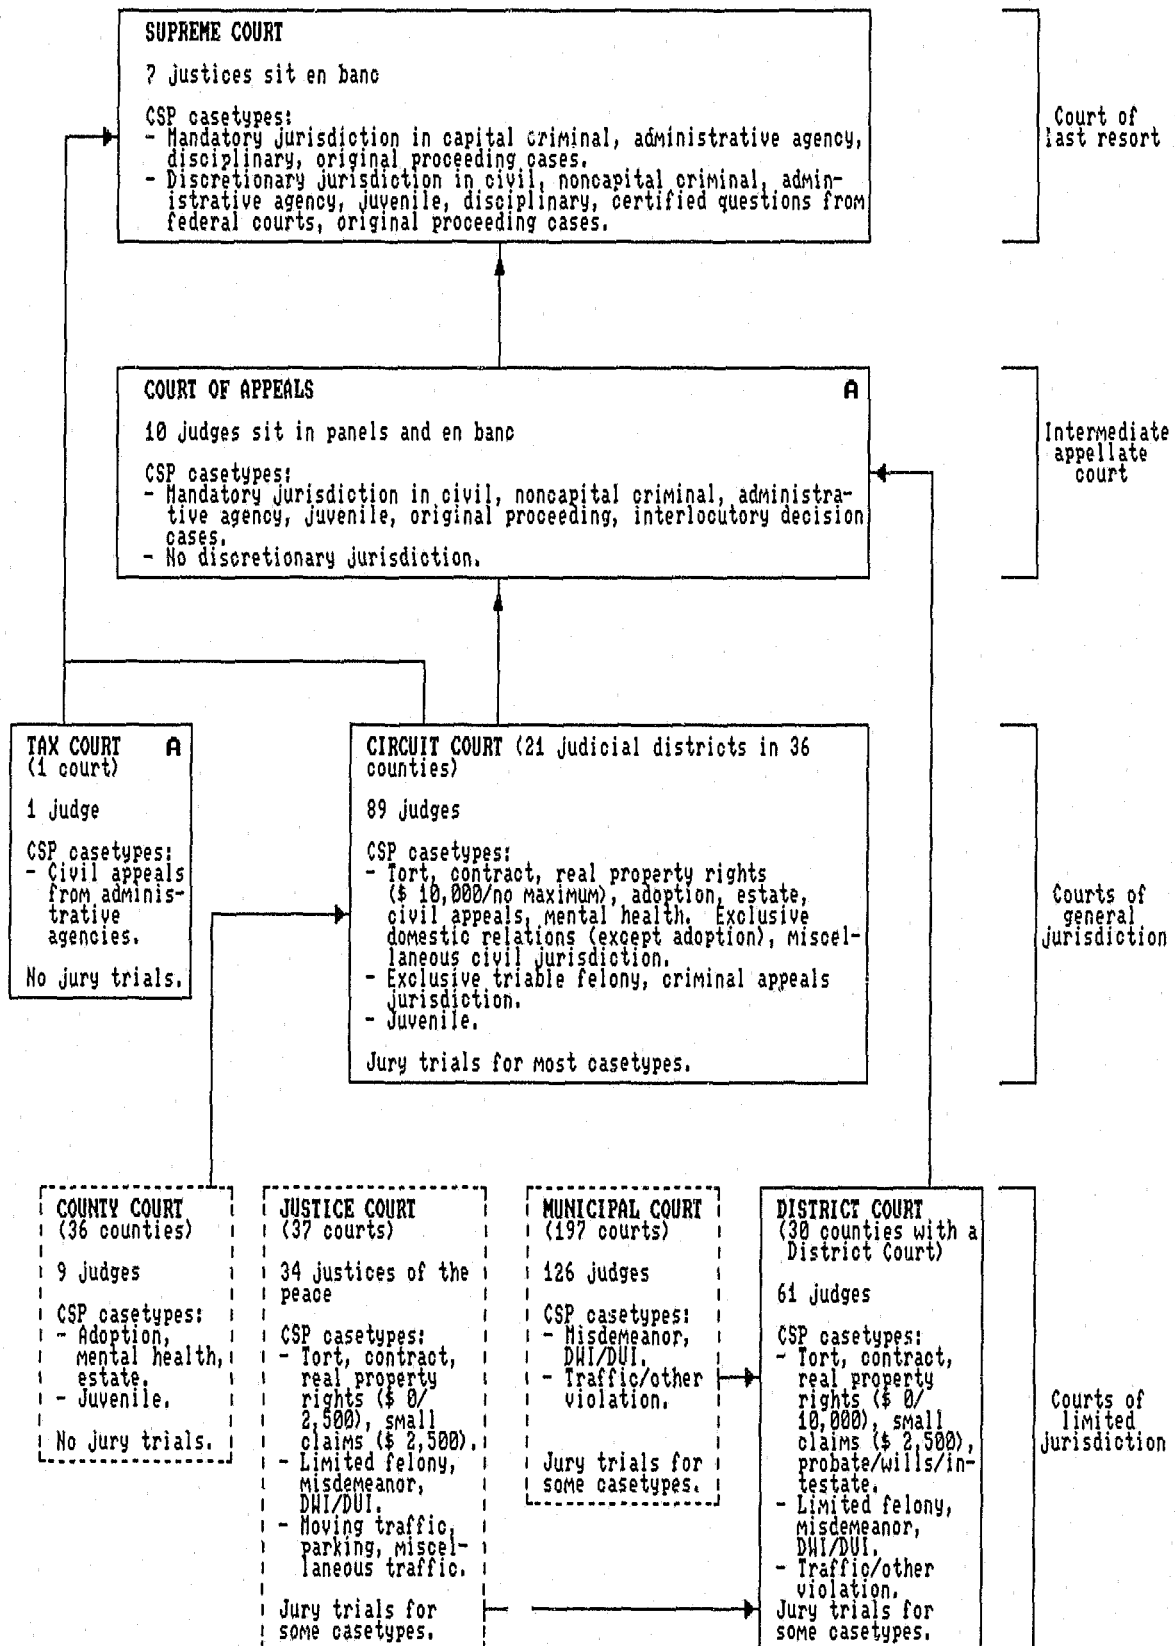 SUPREME COURT
7 justices sit en banc
CSP casetypes:
- Mandatory jurisdiction in capital criminal, administrative agency,
disciplinary, original proceeding cases.
- Discretionary jurisdiction in civil, noncapital criminal, admin-
istrative agency, juvenile, disciplinary, certified questions from
federal courts, original proceeding cases.
Court of
last resort
COURT OF APPEALS A
10 judges sit in panels and en banc
CSP casetypes:
- Mandatory jurisdiction in civil, noncapital criminal, administra-
tive agency, juvenile, original proceeding, interlocutory decision
cases.
- No discretionary jurisdiction.
Intermediate
appellate
court
TAX COURT A
(1 court)
1 judge
CSP casetypes:
- Civil appeals
from adminis-
trative
agencies.
No jury trials.
CIRCUIT COURT (21 judicial districts in 36
counties)
89 judges
CSP casetypes:
- Tort, contract, real property rights
($ 10,000/no maximum), adoption, estate,
civil appeals, mental health. Exclusive
domestic relations (except adoption), miscel-
laneous civil jurisdiction.
- Exclusive triable felony, criminal appeals
jurisdiction.
- Juvenile.
Jury trials for most casetypes.
Courts of
general
jurisdiction
COUNTY COURT
(36 counties)
9 judges
CSP casetypes:
- Adoption,
mental health,
estate.
- Juvenile.
No jury trials.
JUSTICE COURT
(37 courts)
34 justices of the
peace
CSP casetypes:
- Tort, contract,
real property
rights ($ 0/
2,500), small
claims ($ 2,500).
- Limited felony,
misdemeanor,
DWI/DUI.
- Moving traffic,
parking, miscel-
laneous traffic.
Jury trials for
some casetypes.
MUNICIPAL COURT
(197 courts)
126 judges
CSP casetypes:
- Misdemeanor,
DWI/DUI.
- Traffic/other
violation.
Jury trials for
some casetypes.
DISTRICT COURT
(30 counties with a
District Court)
61 judges
CSP casetypes:
- Tort, contract,
real property
rights ($ 0/
10,000), small
claims ($ 2,500),
probate/wills/in-
testate.
- Limited felony,
misdemeanor,
DWI/DUI.
- Traffic/other
violation.
Jury trials for
some casetypes.
Courts of
limited
jurisdiction